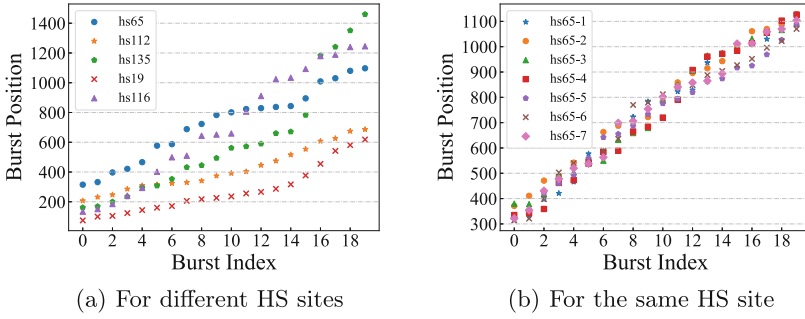 hs65
hs112
hs135
hs19
hs116
1400
1200
1000
800
600
400
200
0 2 4 6 8 10 12 14 16 18
Burst Position
Burst Index
(a) For different HS sites
hs65-1
hs65-2
hs65-3
hs65-4
hs65-5
hs65-6
hs65-7
1100
1000
900
800
700
600
500
400
300
0 2 4 6 8 10 12 14 16 18
Burst Position
Burst Index
(b) For the same HS site